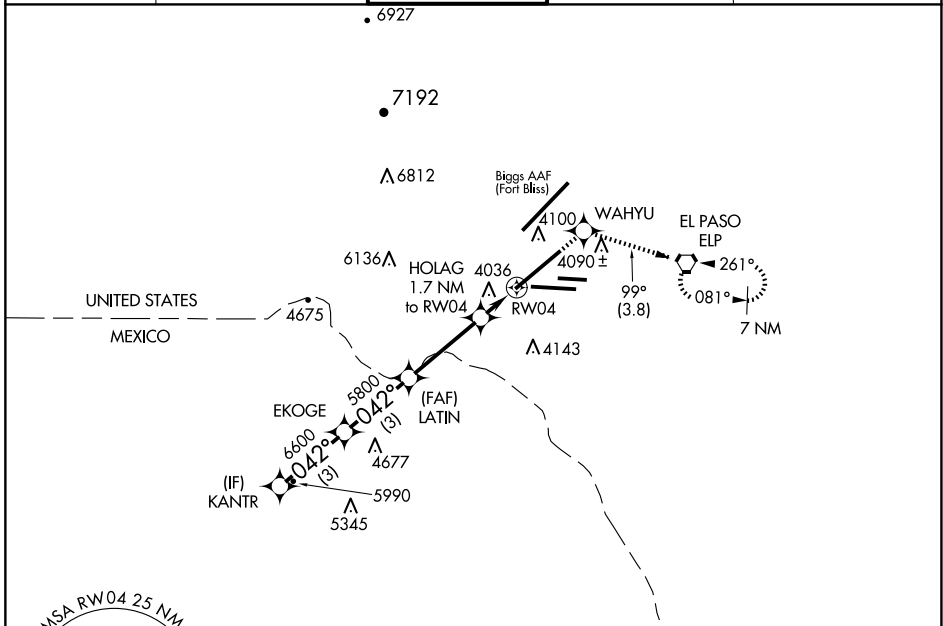 6927
7192
6812
Biggs AAF
(Fort Bliss)
4100
WAHYU
EL PASO
ELP
6136
HOLAG
1.7 NM
to RW04
4036
4090 ±
261°
081°
99°
(3.8)
7 NM
RW04
UNITED STATES
MEXICO
4675
4143
5800
042°
(3)
(FAF)
LATIN
EKOGE
6600
042°
(3)
4677
(IF)
KANTR
5990
5345
MSA RW04 25 NM